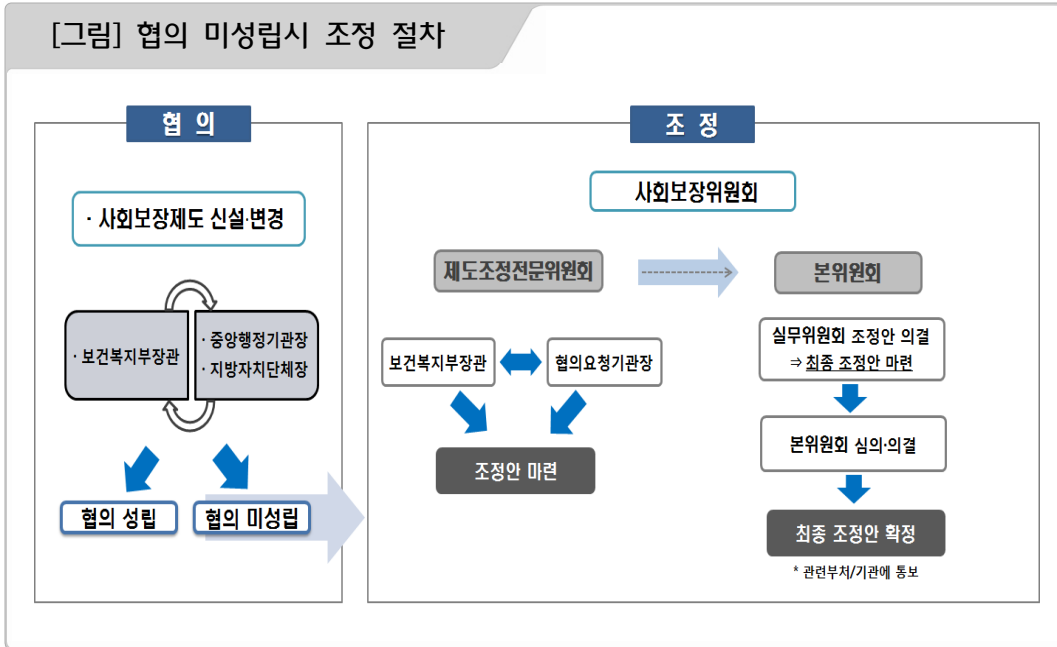 [그림] 협의 미성립시 조정 절차
협 의
· 사회보장제도 신설·변경
· 보건복지부장관
· 중앙행정기관장
· 지방자치단체장
협의 성립
협의 미성립
조 정
사회보장위원회
제도조정전문위원회
본위원회
보건복지부장관
협의요청기관장
조정안 마련
실무위원회 조정안 의결
⇒ 최종 조정안 마련
본위원회 심의·의결
최종 조정안 확정
* 관련부처/기관에 통보